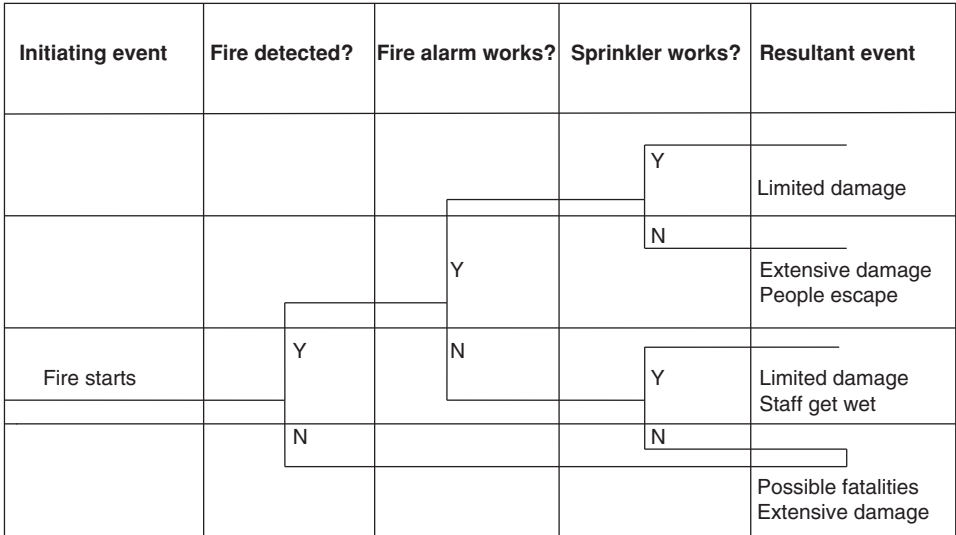 Initiating event Fire detected? Fire alarm works? Sprinkler works? Resultant event
Y
Limited damage
N
Y
Extensive damage
People escape
Y
N
Fire starts
Y
Limited damage
Staff get wet
N
N
Possible fatalities
Extensive damage